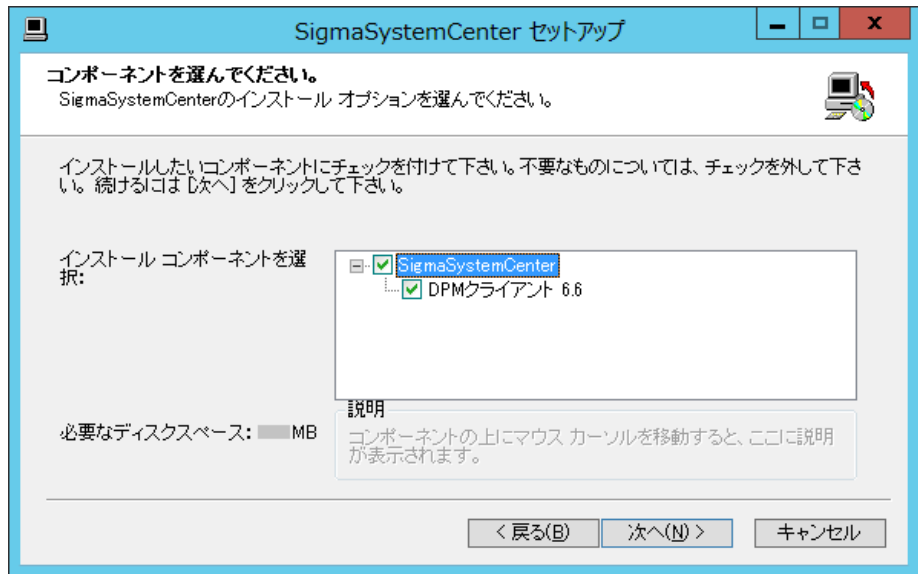 SigmaSystemCenter セットアップ
コンポーネントを選んでください。
SigmaSystemCenterのインストール オプションを選んでください。
インストールしたいコンポーネントにチェックを付けて下さい。不要なものについては、チェックを外して下さ
い。続けるには [次へ] をクリックして下さい。
インストール コンポーネントを選
択:
SigmaSystemCenter
DPMクライアント 6.6
必要なディスクスペース: MB
説明
コンポーネントの上にマウス カーソルを移動すると、ここに説明
が表示されます。
< 戻る(B)
次へ(N) >
キャンセル